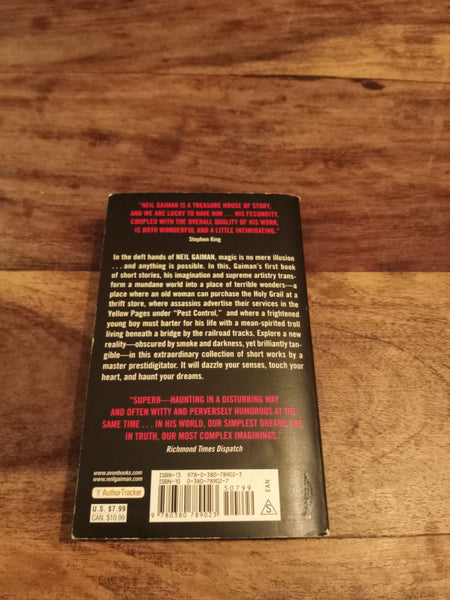 "NEIL GAIMAN IS A TREASURE HOUSE OF STORY,
AND WE ARE LUCKY TO HAVE HIM . . . HIS FECUNDITY,
COUPLED WITH THE OVERALL QUALITY OF HIS WORK,
IS BOTH WONDERFUL AND A LITTLE INTIMIDATING."
Stephen King
In the deft hands of NEIL GAIMAN, magic is no mere illusion
. . . and anything is possible. In this, Gaiman's first book
of short stories, his imagination and supreme artistry trans-
form a mundane world into a place of terrible wonders—a
place where an old woman can purchase the Holy Grail at a
thrift store, where assassins advertise their services in the
Yellow Pages under "Pest Control," and where a frightened
young boy must barter for his life with a mean-spirited troll
living beneath a bridge by the railroad tracks. Explore a new
reality—obscured by smoke and darkness, yet brilliantly tan-
gible—in this extraordinary collection of short works by a
master prestidigitator. It will dazzle your senses, touch your
heart, and haunt your dreams.
"SUPERB—HAUNTING IN A DISTURBING WAY
AND OFTEN WITTY AND PERVERSELY HUMOROUS AT THE
SAME TIME . . . IN HIS WORLD, OUR SIMPLEST DREAMS ARE,
IN TRUTH, OUR MOST COMPLEX IMAGININGS."
Richmond Times Dispatch
www.avonbooks.com
www.neilgaiman.com
AuthorTracker
U.S. $7.99
CAN. $10.99
ISBN-13 978-0-380-78902-3
ISBN-10 0-380-78902-7
50799
9 780380 789023
S
EAN